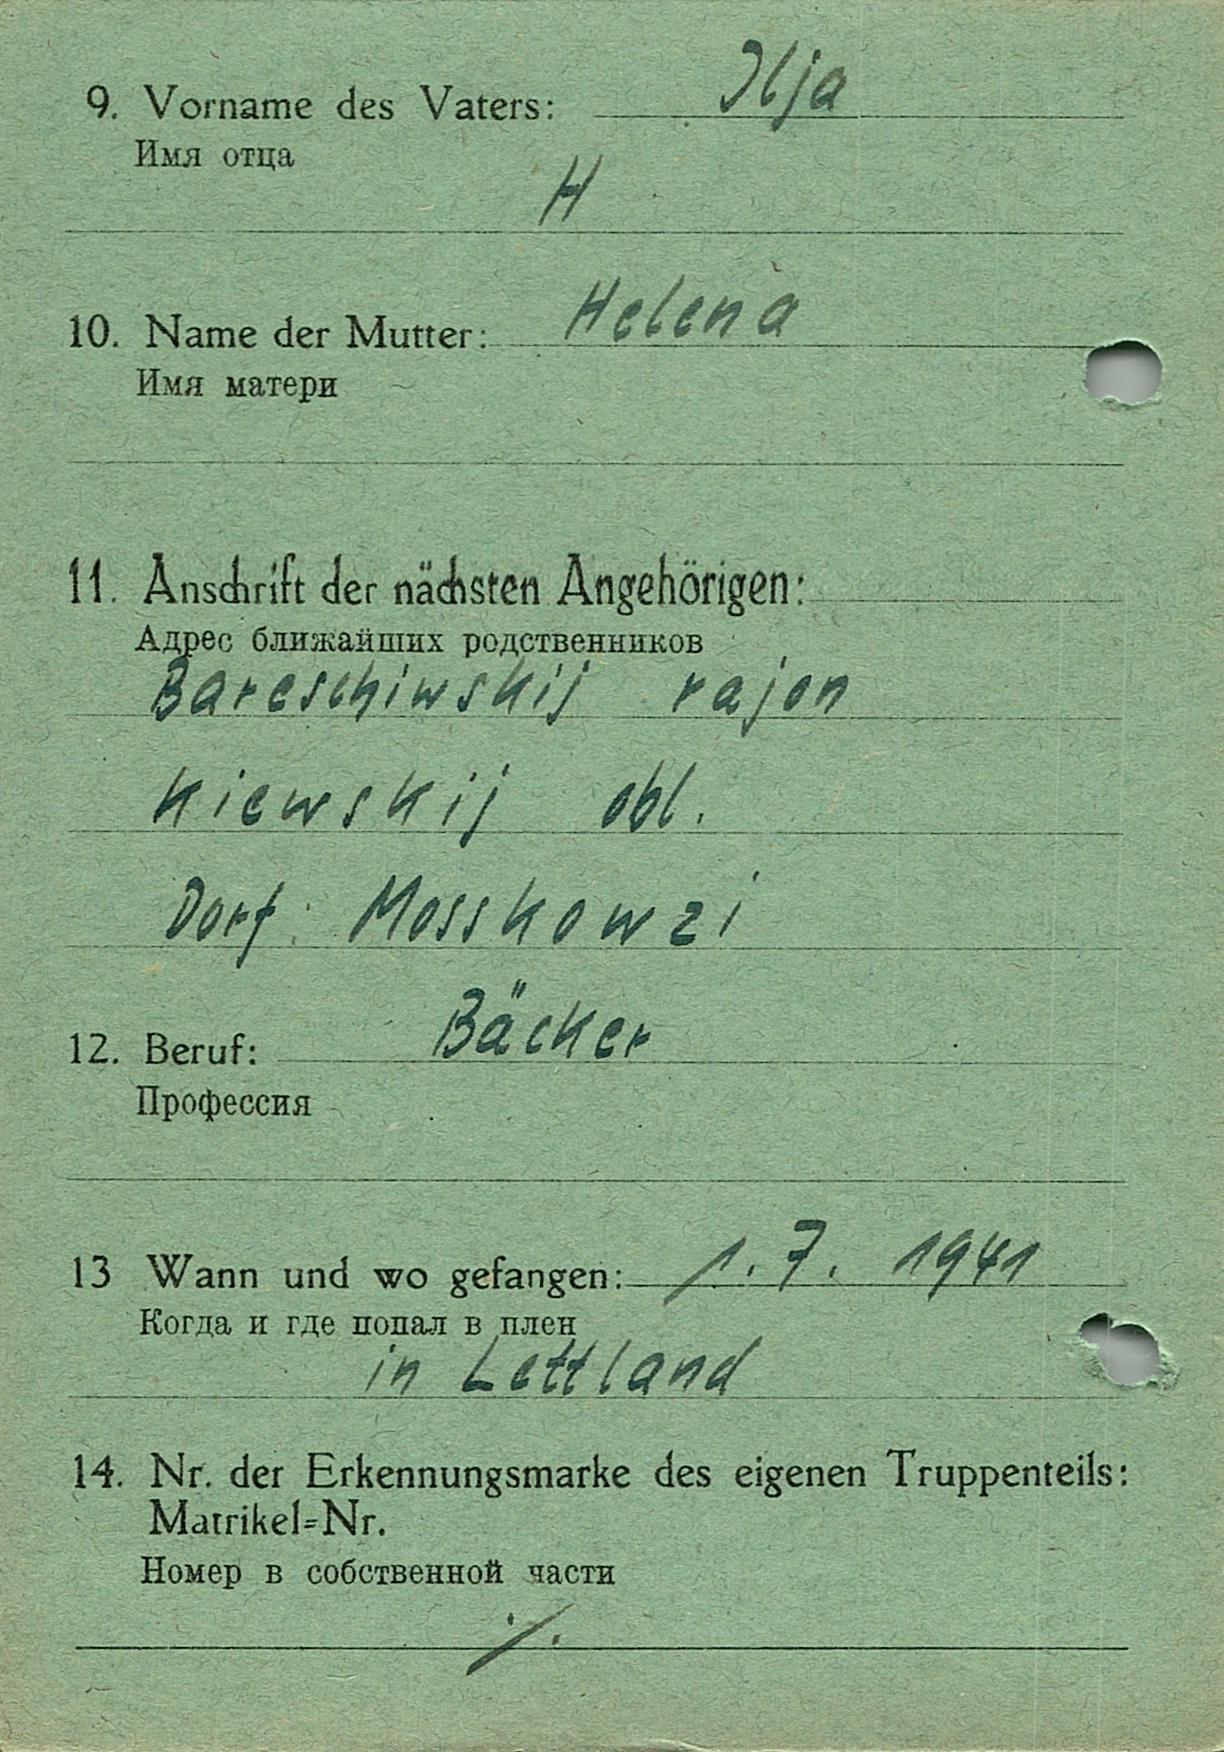 9. Vorname des Vaters: Ilja
Имя отца
H
10. Name der Mutter: Helena
Имя матери
11. Anschrift der nächsten Angehörigen:
Адрес ближайших родственников
Bareschiwskij rajon
Kiewskij obl.
Dorf: Mosskowzi
12. Beruf: Bäcker
Профессия
13 Wann und wo gefangen: 1. 7. 1941
Когда и где попал в плен
in Lettland
14. Nr. der Erkennungsmarke des eigenen Truppenteils:
Matrikel=Nr.
Номер в собственной части
./.